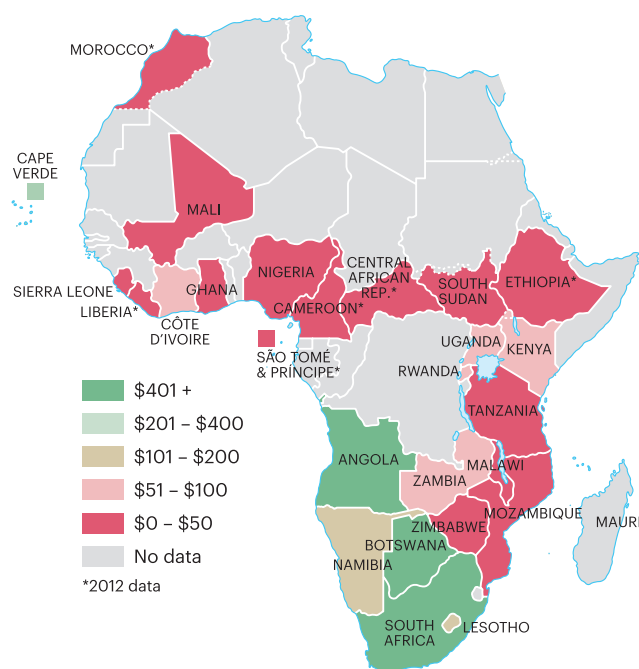 MOROCCO*
CAPE
VERDE
MALI
NIGERIA
CENTRAL
AFRICAN
REP.*
SOUTH
SUDAN
ETHIOPIA*
SIERRA LEONE
GHANA
LIBERIA*
CAMEROON*
CÔTE
D'IVOIRE
UGANDA
KENYA
SÃO TOMÉ
& PRÍNCIPE*
RWANDA
TANZANIA
$401 +
$201 – $400
$101 – $200
$51 – $100
$0 – $50
No data
*2012 data
ANGOLA
MALAWI
ZAMBIA
MOZAMBIQUE
MAURI
ZIMBABWE
BOTSWANA
NAMIBIA
SOUTH
AFRICA
LESOTHO